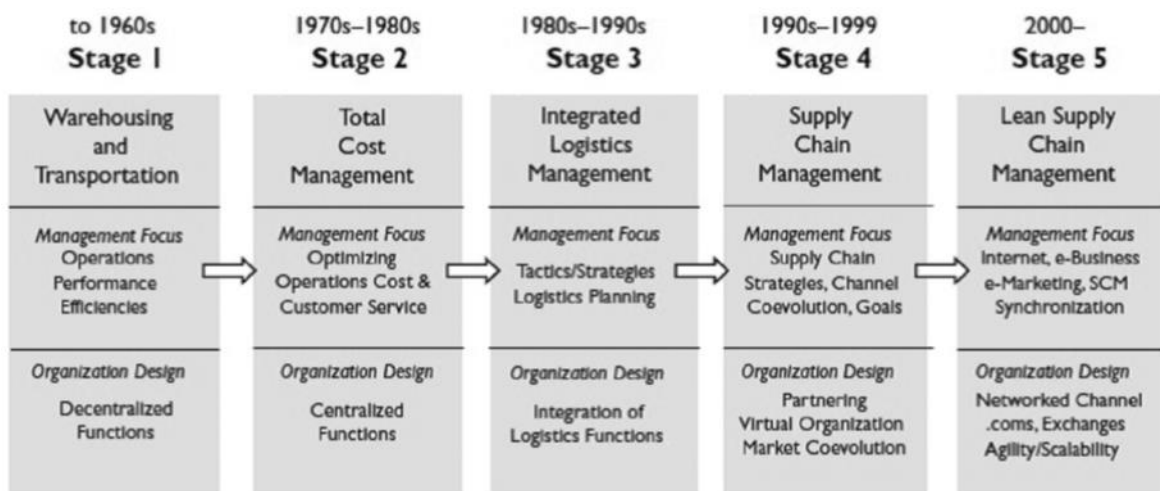 to 1960s
Stage 1
Warehousing
and
Transportation
Management Focus
Operations
Performance
Efficiencies
Organization Design
Decentralized
Functions
1970s–1980s
Stage 2
Total
Cost
Management
Management Focus
Optimizing
Operations Cost &
Customer Service
Organization Design
Centralized
Functions
1980s–1990s
Stage 3
Integrated
Logistics
Management
Management Focus
Tactics/Strategies
Logistics Planning
Organization Design
Integration of
Logistics Functions
1990s–1999
Stage 4
Supply
Chain
Management
Management Focus
Supply Chain
Strategies, Channel
Coevolution, Goals
Organization Design
Partnering
Virtual Organization
Market Coevolution
2000–
Stage 5
Lean Supply
Chain
Management
Management Focus
Internet, e-Business
e-Marketing, SCM
Synchronization
Organization Design
Networked Channel
.coms, Exchanges
Agility/Scalability